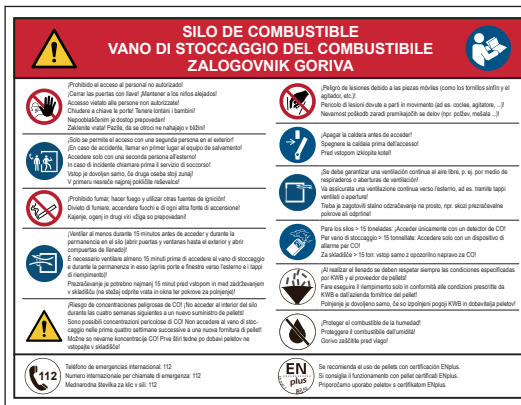 SILO DE COMBUSTIBLE
VANO DI STOCCAGGIO DEL COMBUSTIBILE
ZALOGOVNIK GORIVA
¡Prohibido el acceso al personal no autorizado!
¡Cerrar las puertas con llave! ¡Mantener a los niños alejados!
Accesso vietato alle persone non autorizzate!
Chiudere a chiave le porte! Tenere lontani i bambini!
Nepooblaščenim je dostop prepovedan!
Zaklenite vrata! Pazite, da se otroci ne nahajajo v bližini!
¡Solo se permite el acceso con una segunda persona en el exterior!
¡En caso de accidente, llamar en primer lugar al equipo de salvamento!
Accedere solo con una seconda persona all'esterno!
In caso di incidente chiamare prima il servizio di soccorso!
Vstop je dovoljen samo, če druga oseba stoji zunaj!
V primeru nesreče najprej pokličite reševalce!
¡Prohibido fumar, hacer fuego y utilizar otras fuentes de ignición!
Divieto di fumare, accendere fuochi e di ogni altra fonte di accensione!
Kajenje, ogenj in drugi viri vžiga so prepovedani!
¡Ventilar al menos durante 15 minutos antes de acceder y durante la
permanencia en el silo (abrir puertas y ventanas hasta el exterior y abrir
compuertas de llenado)!
È necessario ventilare almeno 15 minuti prima di accedere al vano di stoccaggio
e durante la permanenza in esso (aprire porte e finestre verso l'esterno e i tappi
di riempimento)!
Prezračevanje je potrebno najmanj 15 minut pred vstopom in med zadrževanjem
v skladišču (ne stežaj odprite vrata in okna ter pokrove za polnjenje)!
¡Riesgo de concentraciones peligrosas de CO! ¡No acceder al interior del silo
durante las cuatro semanas siguientes a un nuevo suministro de pellets!
Sono possibili concentrazioni pericolose di CO! Non accedere al vano di stoc-
caggio nelle prime quattro settimane successive a una nuova fornitura di pellet!
Možne so nevarne koncentracije CO! Prve štiri tedne po dobavi peletov ne
vstopajte v skladišče!
112
Teléfono de emergencias internacional: 112
Numero internazionale per chiamate di emergenza: 112
Mednarodna številka za klic v sili: 112
¡Peligro de lesiones debido a las piezas móviles (como los tornillos sinfín y el
agitador, etc.)!
Pericolo di lesioni dovute a parti in movimento (ad es. coclee, agitatore, ...)!
Nevarnost poškodb zaradi premikajočih se delov (npr. polžev, mešala ...)!
¡Apagar la caldera antes de acceder!
Spegnere la caldaia prima dell'accesso!
Pred vstopom izklopite kotel!
¡Se debe garantizar una ventilación continua al aire libre, p. ej. por medio de
respiraderos o aberturas de ventilación!
Va assicurata una ventilazione continua verso l'esterno, ad es. tramite tappi
ventilati o aperture!
Treba je zagotoviti stalno odzračevanje na prosto, npr. skozi prezračevalne
pokrove ali odprtine!
Para los silos > 15 toneladas: ¡Acceder únicamente con un detector de CO!
Per vano di stoccaggio > 15 tonnellate: Accedere solo con un dispositivo di
allarme per CO!
Za skladišče > 15 ton: vstop samo z opozorilno napravo za CO!
¡Al realizar el llenado se deben respetar siempre las condiciones especificadas
por KWB y el proveedor de pellets!
Fare eseguire il riempimento solo in conformità alle condizioni prescritte da
KWB e dall'azienda fornitrice del pellet!
Polnjenje je dovoljeno samo, če so izpolnjeni pogoji KWB in dobavitelja peletov!
¡Proteger el combustible de la humedad!
Proteggere il combustibile dall'umidità!
Gorivo zaščitite pred vlago!
EN
plus
Se recomienda el uso de pellets con certificación ENplus.
Si consiglia il funzionamento con pellet certificati ENplus.
Priporočamo uporabo peletov s certifikatom ENplus.